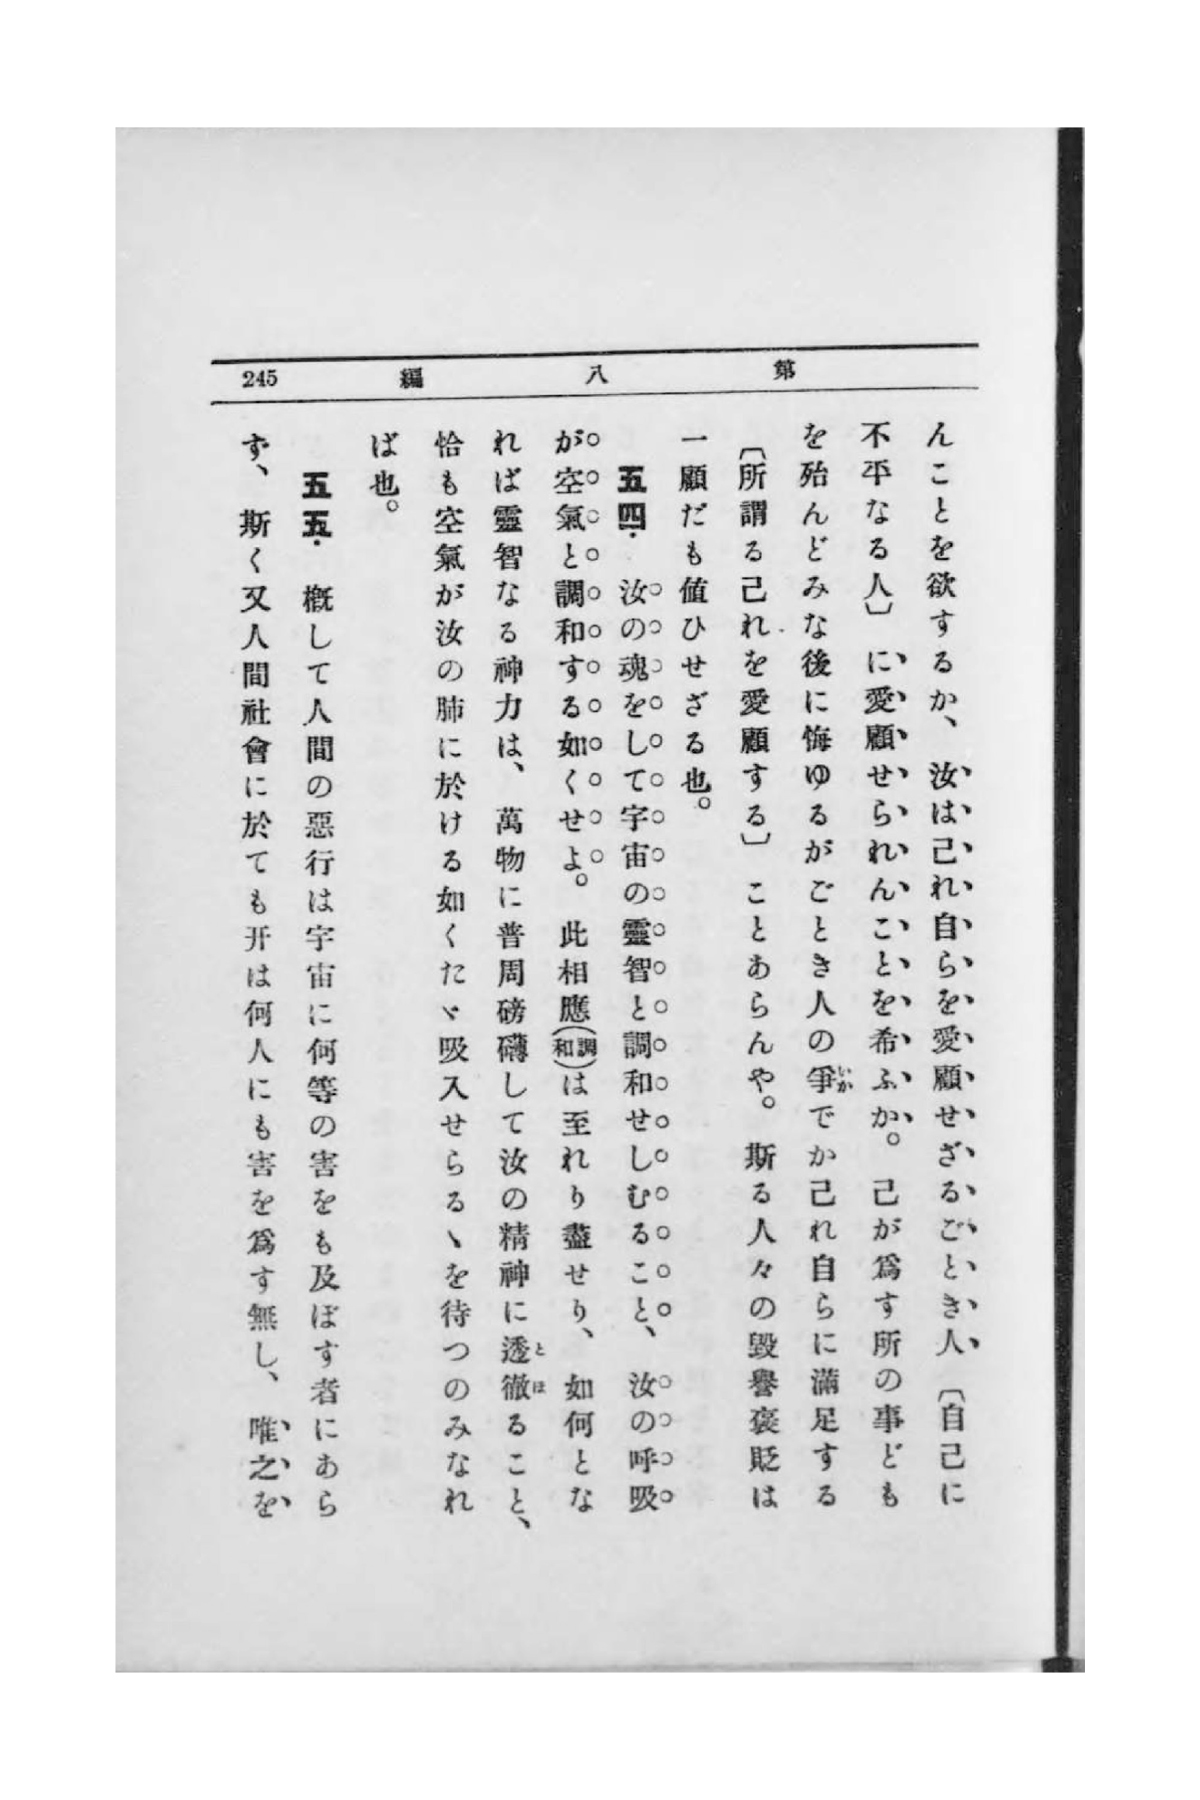 第八編 245
んことを欲するか、汝は己れ自らを愛顧せざるごとき人〔自己に
不平なる人〕に愛顧せられんことを希ふか。己が爲す所の事ども
を殆んどみな後に悔ゆるがごとき人の爭でか己れ自らに滿足する
〔所謂る己れを愛顧する〕ことあらんや。斯る人々の毀譽褒貶は
一顧だも値ひせざる也。
五四. 汝の魂をして宇宙の靈智と調和せしむること、汝の呼吸
が空氣と調和する如くせよ。此相應(調和)は至れり盡せり、如何とな
れば靈智なる神力は、萬物に普周磅礴して汝の精神に透徹ること、
恰も空氣が汝の肺に於ける如くたゞ吸入せらるゝを待つのみなれ
ば也。
五五. 槪して人間の惡行は宇宙に何等の害をも及ぼす者にあら
ず、斯く又人間社會に於ても开は何人にも害を爲す無し、唯之を